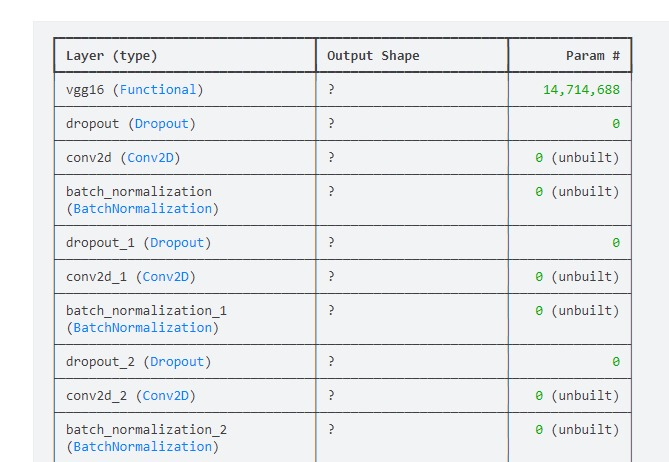 Layer (type) Output Shape Param #
vgg16 (Functional) ? 14,714,688
dropout (Dropout) ? 0
conv2d (Conv2D) ? 0 (unbuilt)
batch_normalization ? 0 (unbuilt)
(BatchNormalization)
dropout_1 (Dropout) ? 0
conv2d_1 (Conv2D) ? 0 (unbuilt)
batch_normalization_1 ? 0 (unbuilt)
(BatchNormalization)
dropout_2 (Dropout) ? 0
conv2d_2 (Conv2D) ? 0 (unbuilt)
batch_normalization_2 ? 0 (unbuilt)
(BatchNormalization)